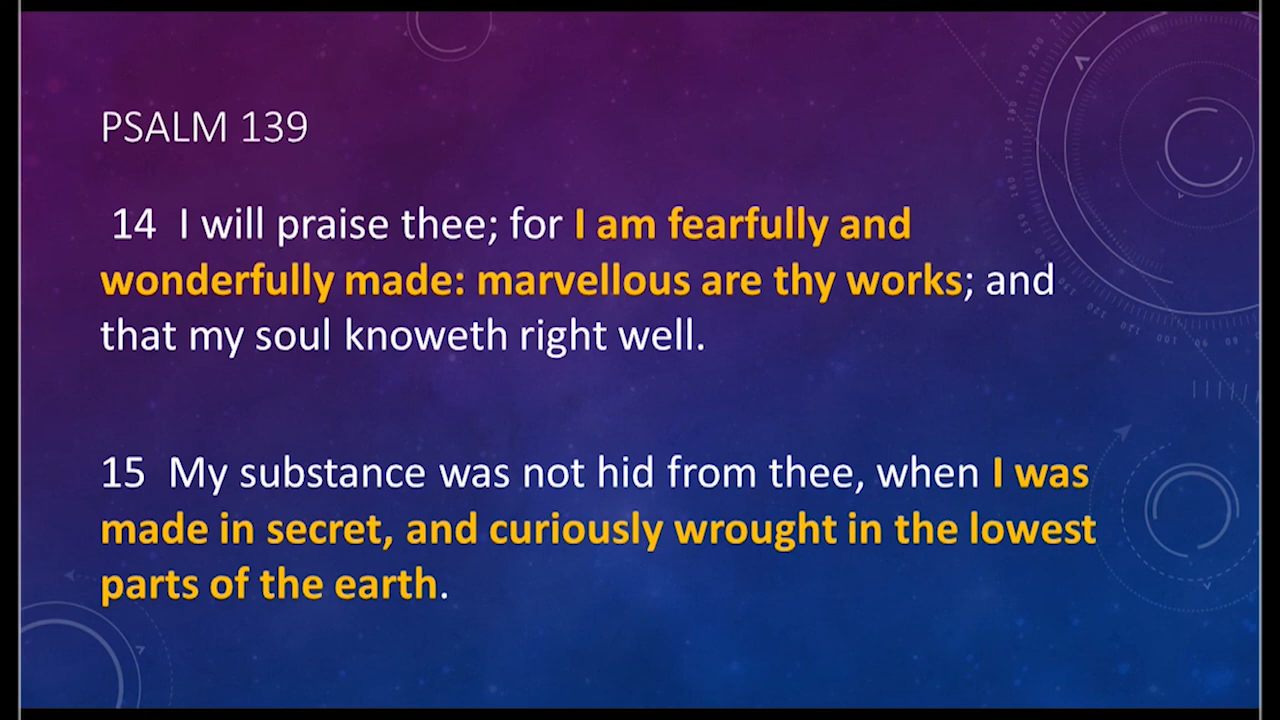 PSALM 139
14 I will praise thee; for I am fearfully and
wonderfully made: marvellous are thy works; and
that my soul knoweth right well.
15 My substance was not hid from thee, when I was
made in secret, and curiously wrought in the lowest
parts of the earth.